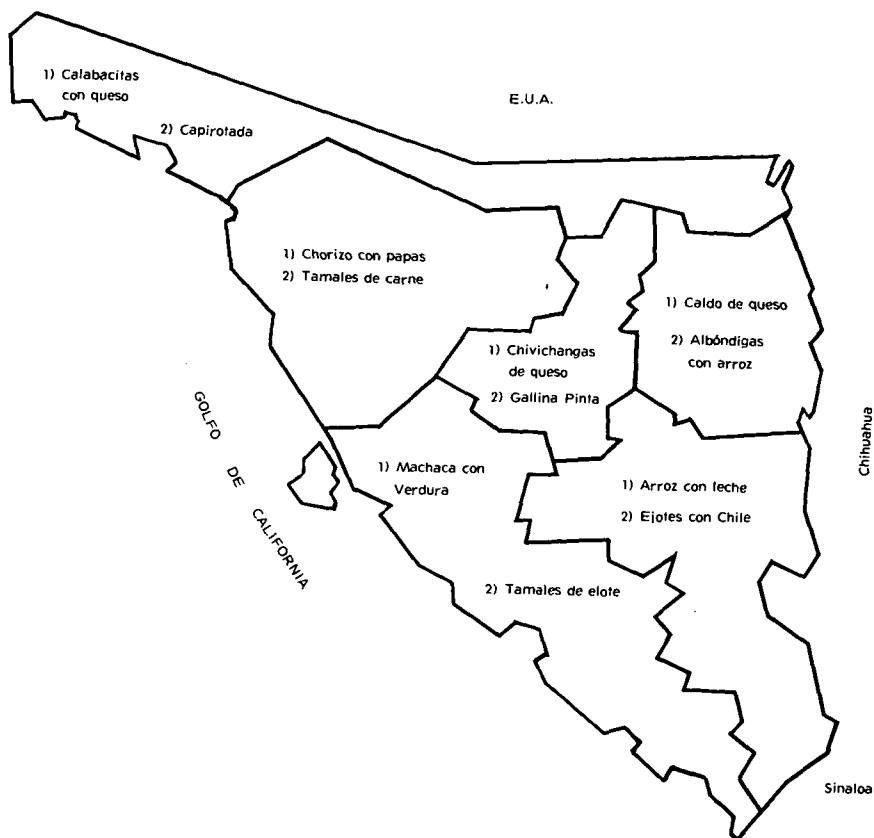 1) Calabacitas
con queso
E.U.A.
2) Capirotada
1) Chorizo con papas
2) Tamales de carne
1) Caldo de queso
2) Albóndigas
con arroz
1) Chivichangas
de queso
2) Gallina Pinta
GOLFO DE CALIFORNIA
Chihuahua
1) Machaca con
Verdura
1) Arroz con leche
2) Ejotes con Chile
2) Tamales de elote
Sinaloa